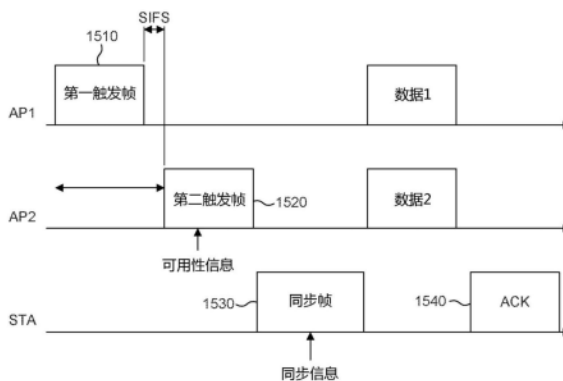 SIFS
1510
第一触发帧
数据1
AP1
第二触发帧
1520
数据2
AP2
可用性信息
1530
同步帧
1540
ACK
STA
同步信息